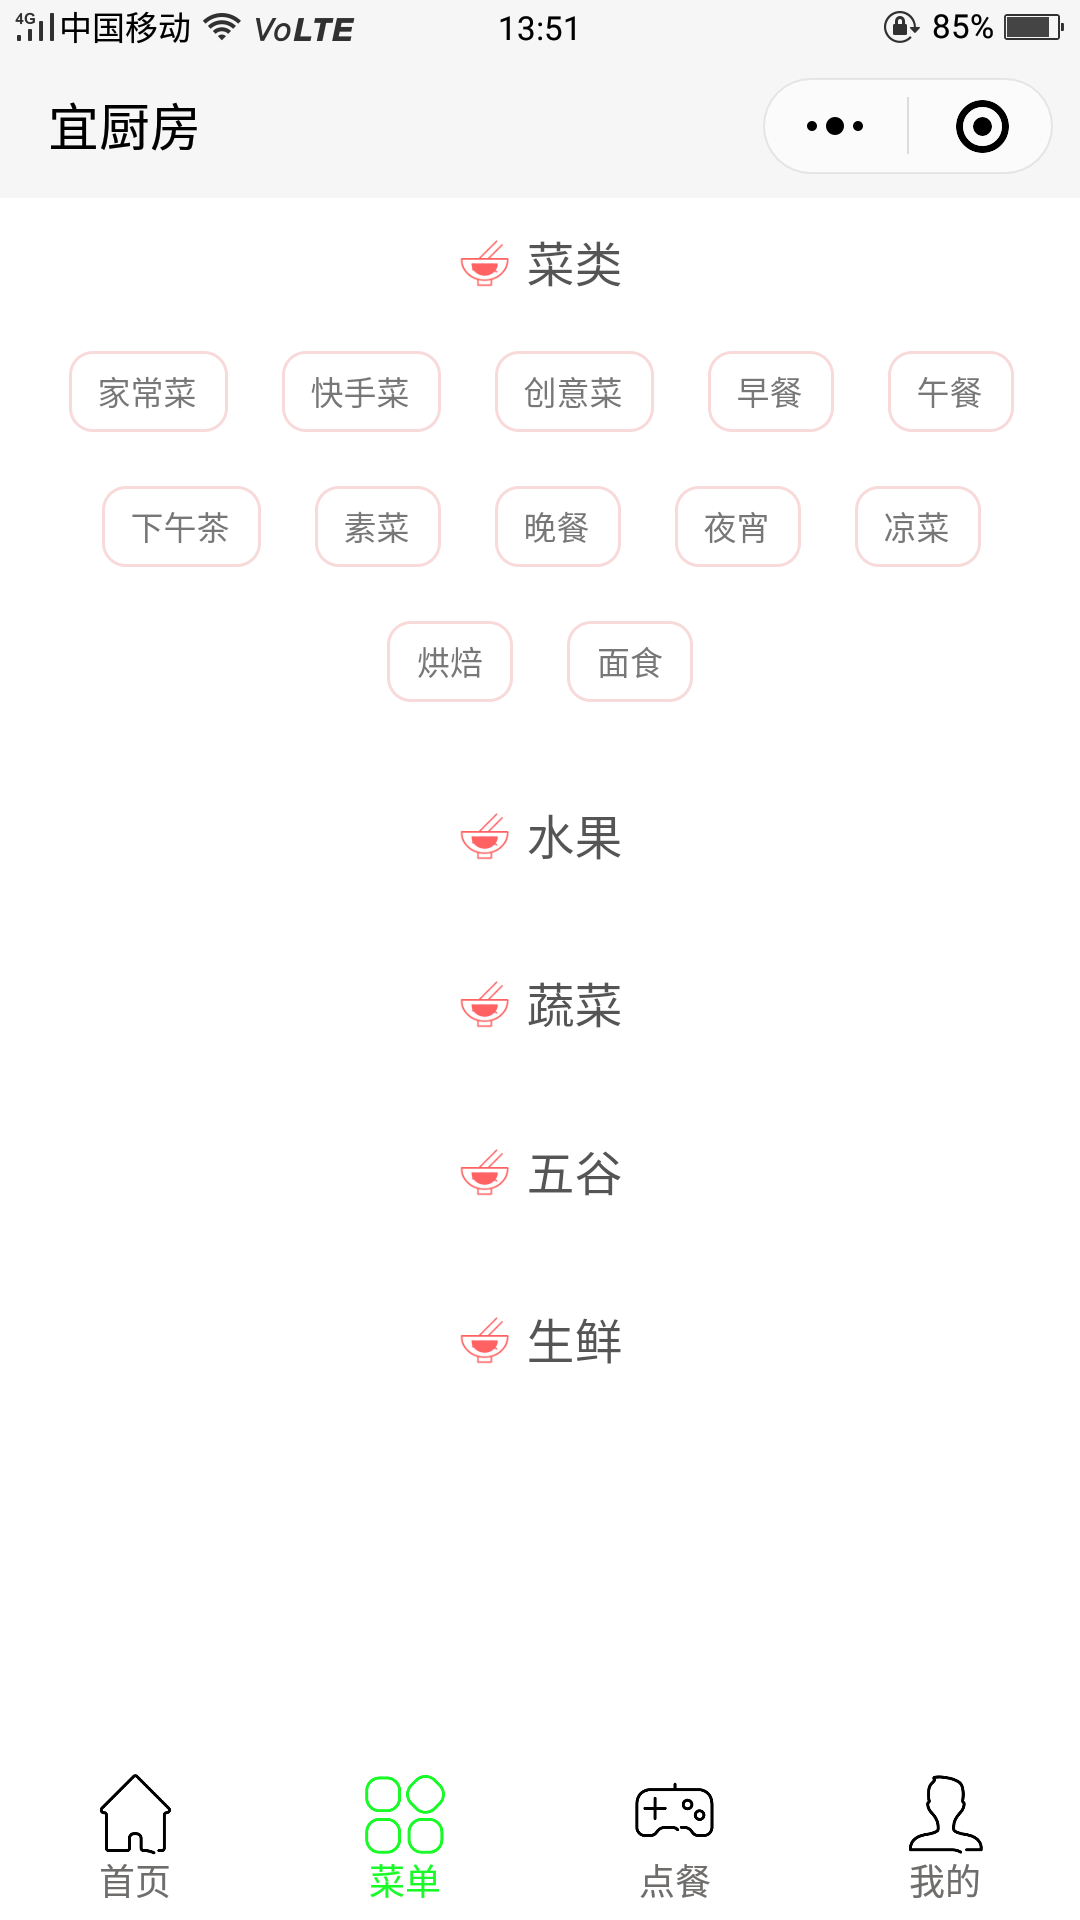 4G 中国移动 VoLTE 13:51 85%
宜厨房
菜类
家常菜 快手菜 创意菜 早餐 午餐
下午茶 素菜 晚餐 夜宵 凉菜
烘焙 面食
水果
蔬菜
五谷
生鲜
首页 菜单 点餐 我的